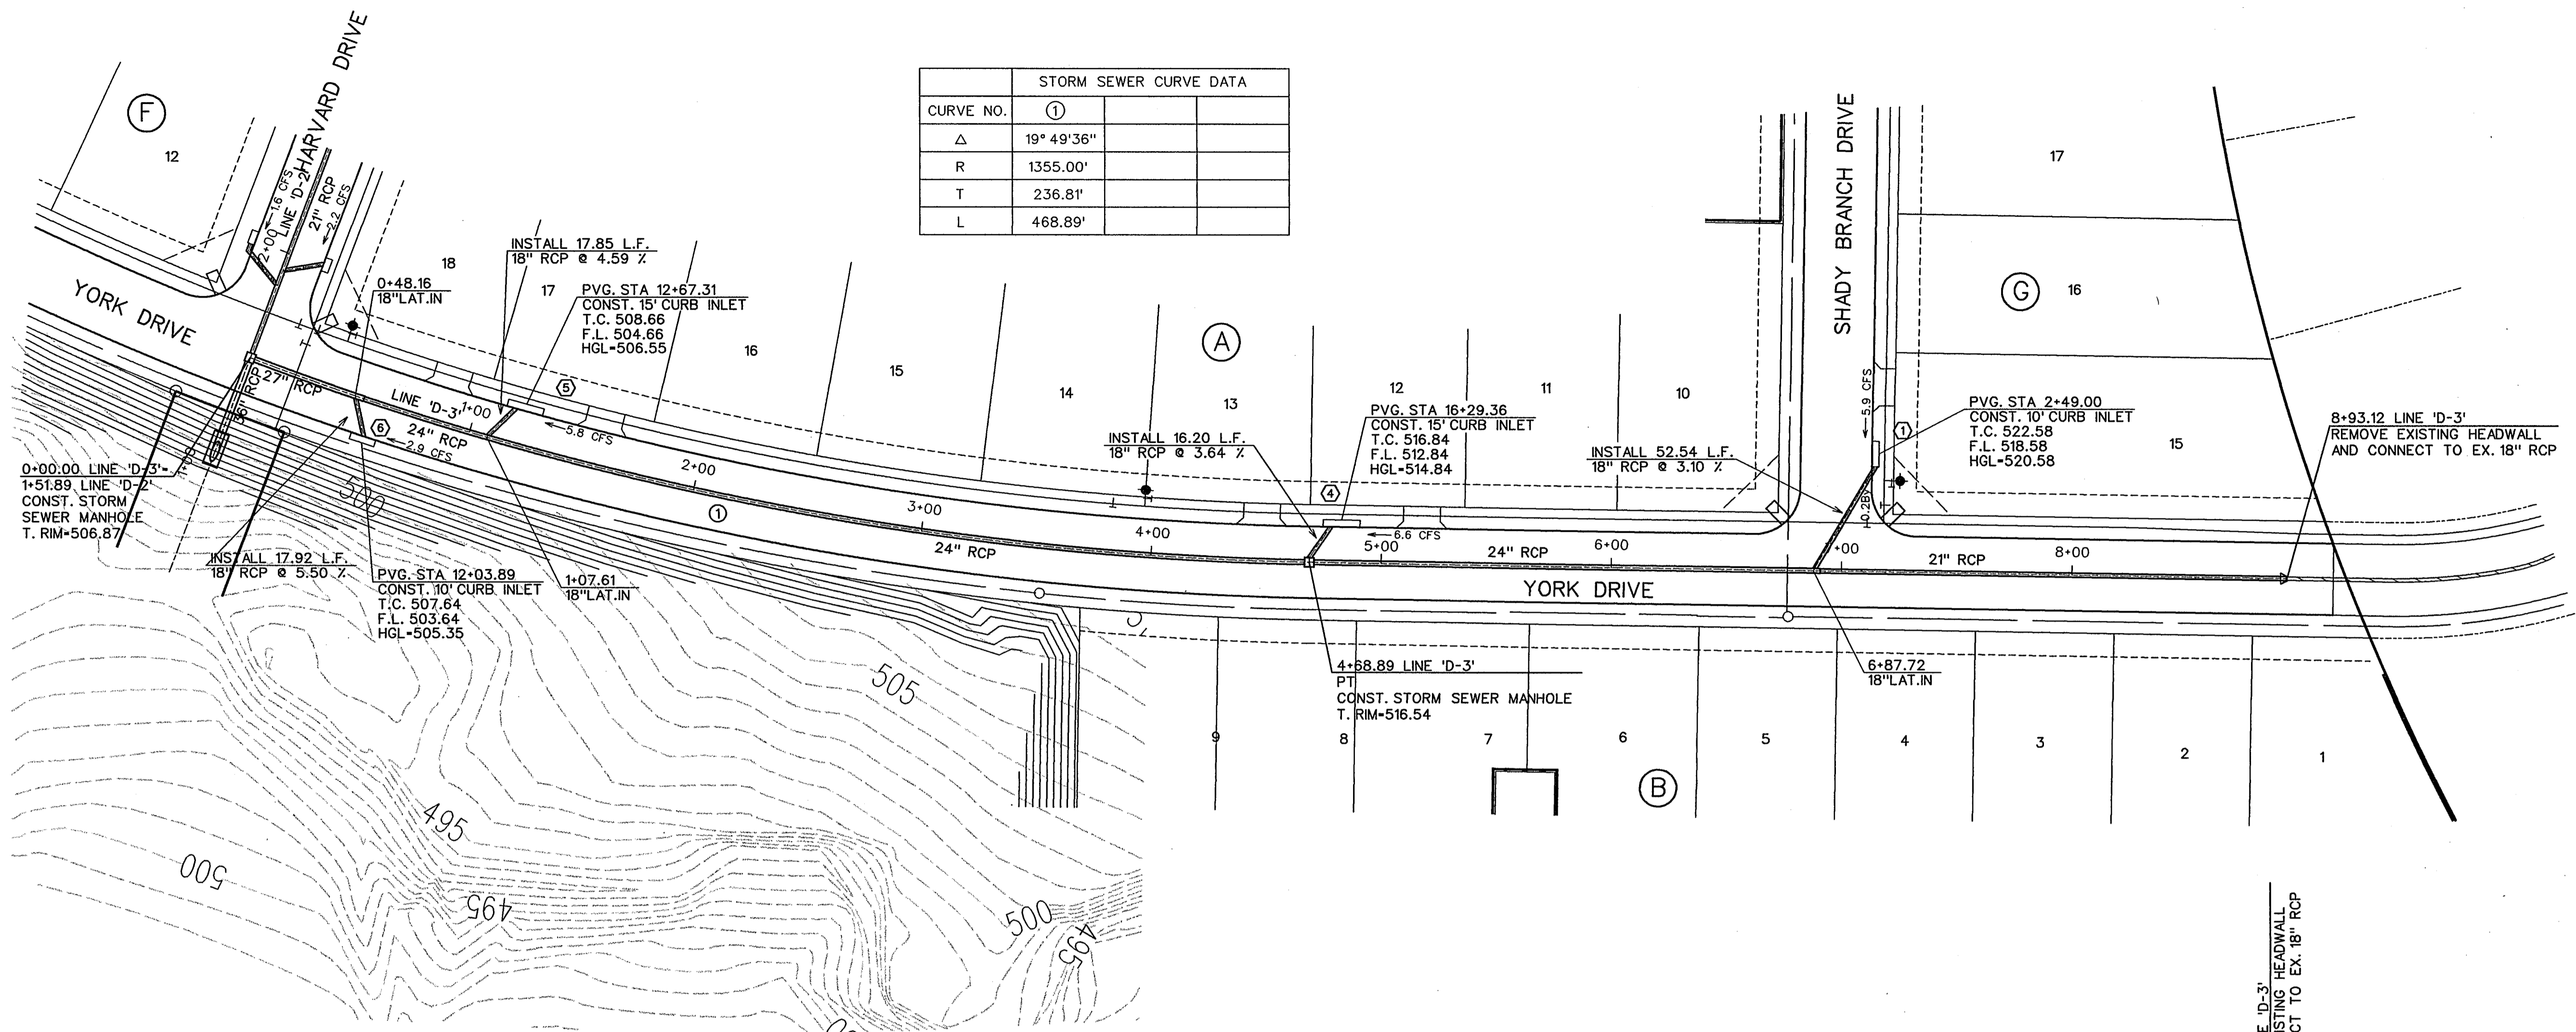 STORM SEWER CURVE DATA
CURVE NO. ①
△ 19° 49'36"
R 1355.00'
T 236.81'
L 468.89'
F
12
HARVARD DRIVE
1.6 CFS
LINE 'D-2'
21" RCP
2.2 CFS
2+00
YORK DRIVE
18
0+48.16
18"LAT.IN
INSTALL 17.85 L.F.
18" RCP @ 4.59 %
17
PVG. STA 12+67.31
CONST. 15' CURB INLET
T.C. 508.66
F.L. 504.66
HGL=506.55
16
15
14
A
13
12
11
10
5
27" RCP
36" RCP
LINE 'D-3'
1+00
24" RCP
6
2.9 CFS
5.8 CFS
1+00
0+00.00 LINE 'D-3'=
1+51.89 LINE 'D-2'
CONST. STORM
SEWER MANHOLE
T. RIM=506.87
INSTALL 17.92 L.F.
18" RCP @ 5.50 %
PVG. STA 12+03.89
CONST. 10' CURB INLET
T.C. 507.64
F.L. 503.64
HGL=505.35
1+07.61
18"LAT.IN
2+00
①
3+00
24" RCP
4+00
INSTALL 16.20 L.F.
18" RCP @ 3.64 %
PVG. STA 16+29.36
CONST. 15' CURB INLET
T.C. 516.84
F.L. 512.84
HGL=514.84
4
6.6 CFS
5+00
24" RCP
6+00
YORK DRIVE
INSTALL 52.54 L.F.
18" RCP @ 3.10 %
SHADY BRANCH DRIVE
5.9 CFS
1
PVG. STA 2+49.00
CONST. 10' CURB INLET
T.C. 522.58
F.L. 518.58
HGL=520.58
17
G
16
15
8+93.12 LINE 'D-3'
REMOVE EXISTING HEADWALL
AND CONNECT TO EX. 18" RCP
21" RCP
8+00
4+68.89 LINE 'D-3'
PT
CONST. STORM SEWER MANHOLE
T. RIM=516.54
6+87.72
18"LAT.IN
9
8
7
6
5
4
3
2
1
B
500
505
495
500
495
500
495
E 'D-3'
ISTING HEADWALL
CT TO EX. 18" RCP